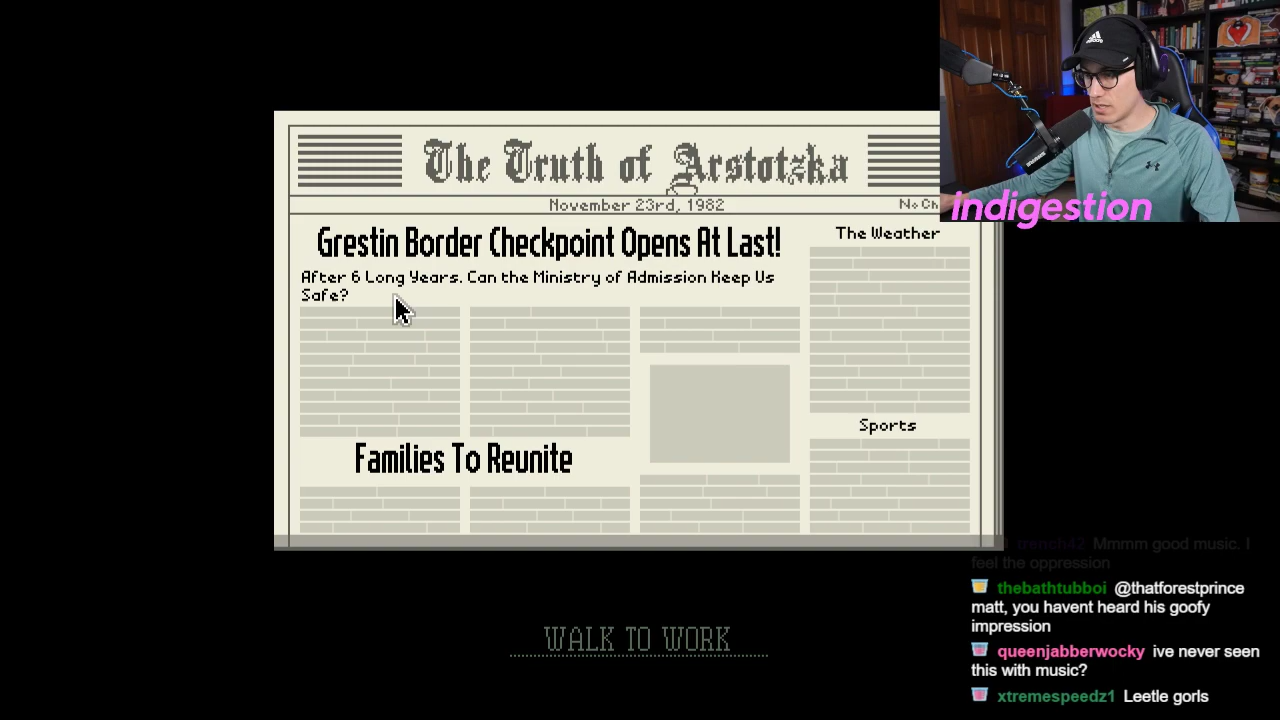 The Truth of Arstotzka
November 23rd, 1982
Grestin Border Checkpoint Opens At Last!
After 6 Long Years. Can the Ministry of Admission Keep Us
Safe?
Families To Reunite
The Weather
Sports
WALK TO WORK
Indigestion
trench42 Mmmm good music. I
feel the oppression
thebathtubboi @thatforestprince
matt, you havent heard his goofy
impression
queenjabberwocky ive never seen
this with music?
xtremespeedz1 Leetle gorls